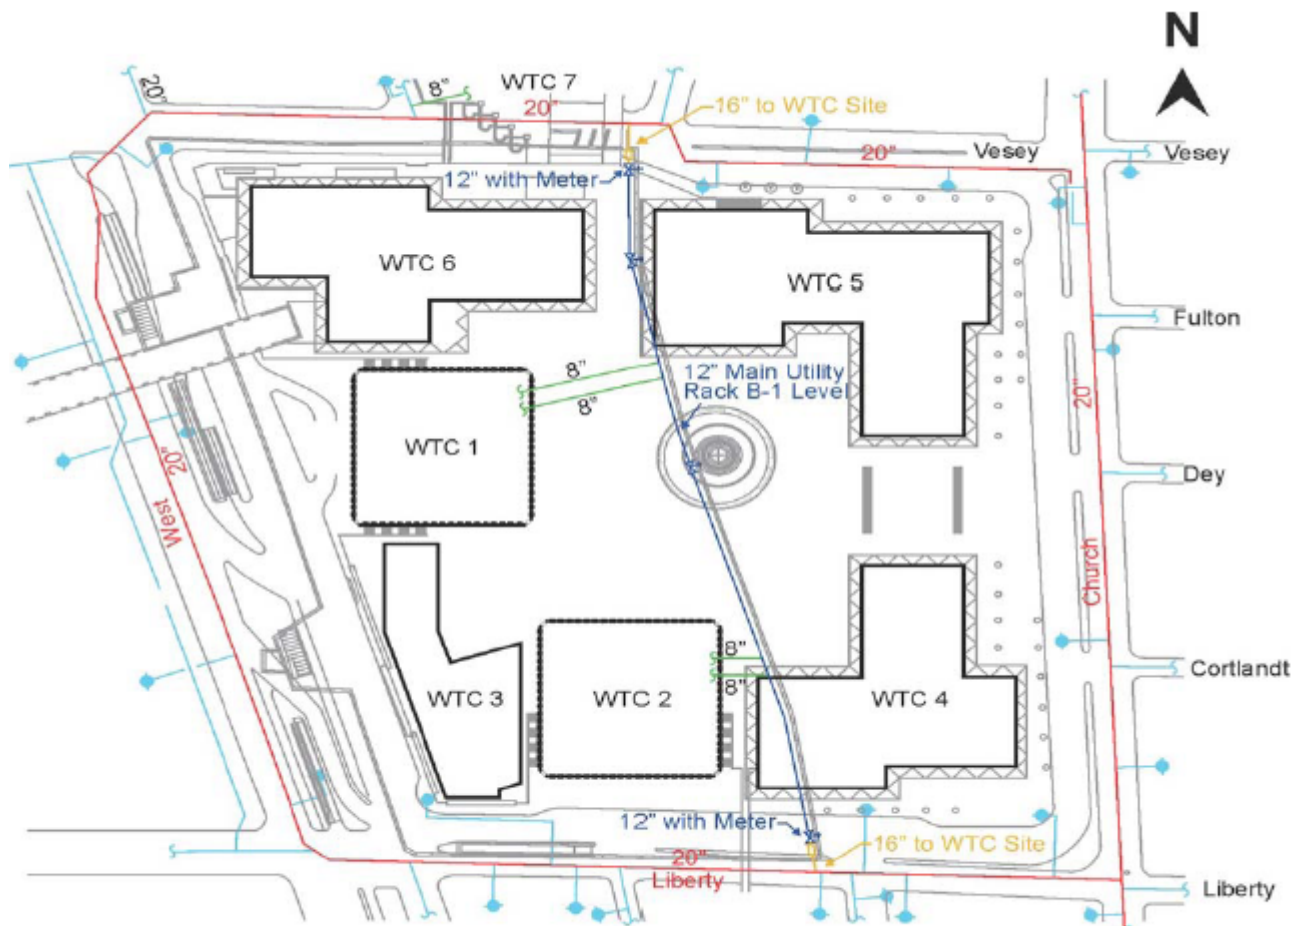 N
WTC 7
20"
8"
20"
16" to WTC Site
20"
Vesey
Vesey
12" with Meter
WTC 6
WTC 5
Fulton
8"
8"
12" Main Utility
Rack B-1 Level
20"
WTC 1
20"
West
Dey
Church
8"
8"
WTC 3
WTC 2
WTC 4
Cortlandt
12" with Meter
16" to WTC Site
20"
Liberty
Liberty